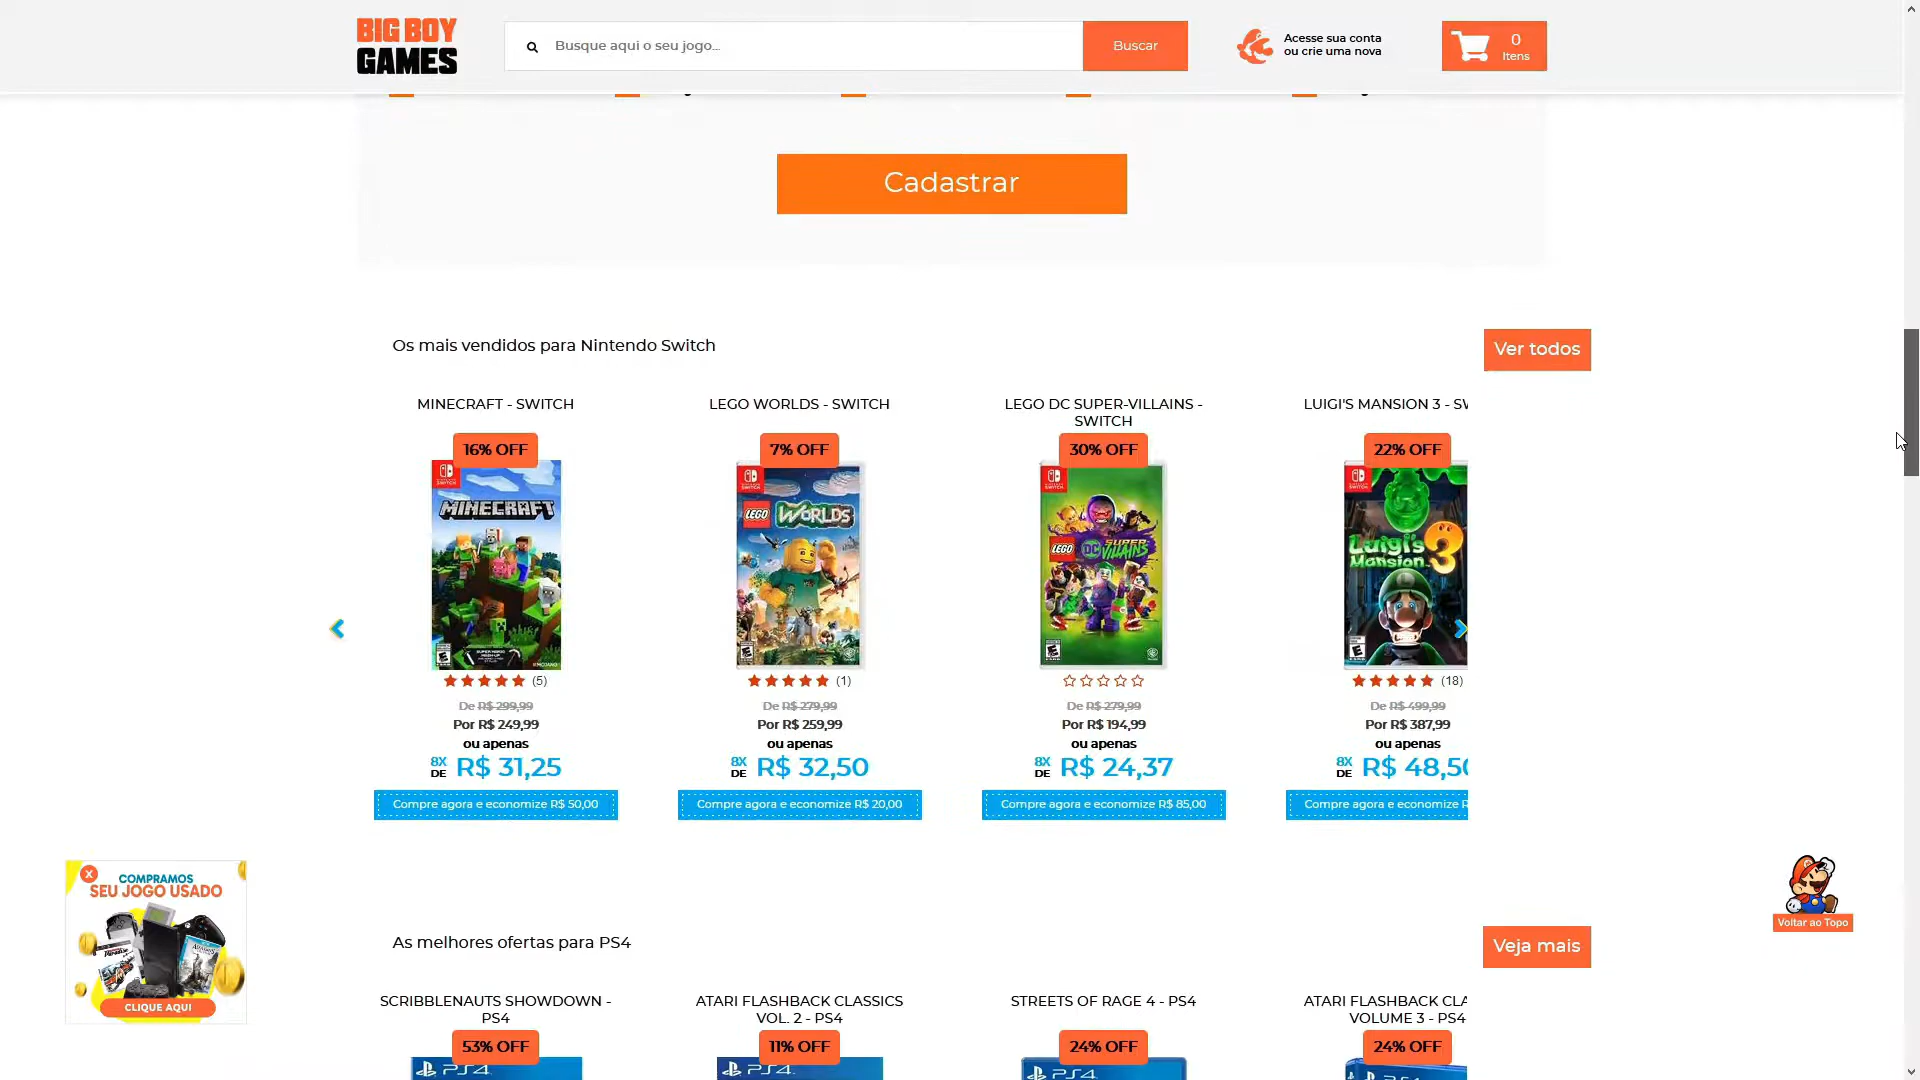 BIG BOY
GAMES
Busque aqui o seu jogo...
Buscar
Acesse sua conta
ou crie uma nova
0
Itens
Cadastrar
Os mais vendidos para Nintendo Switch
Ver todos
MINECRAFT - SWITCH
16% OFF
MINECRAFT
(5)
De R$ 299,99
Por R$ 249,99
ou apenas
8X
DE
R$ 31,25
Compre agora e economize R$ 50,00
LEGO WORLDS - SWITCH
7% OFF
LEGO WORLDS
(1)
De R$ 279,99
Por R$ 259,99
ou apenas
8X
DE
R$ 32,50
Compre agora e economize R$ 20,00
LEGO DC SUPER-VILLAINS -
SWITCH
30% OFF
LEGO DC SUPER VILLAINS
De R$ 279,99
Por R$ 194,99
ou apenas
8X
DE
R$ 24,37
Compre agora e economize R$ 85,00
LUIGI'S MANSION 3 - SW
22% OFF
Luigi's
Mansion 3
(18)
De R$ 499,99
Por R$ 387,99
ou apenas
8X
DE
R$ 48,50
Compre agora e economize R
X
COMPRAMOS
SEU JOGO USADO
CLIQUE AQUI
Voltar ao Topo
As melhores ofertas para PS4
Veja mais
SCRIBBLENAUTS SHOWDOWN -
PS4
53% OFF
PS4
ATARI FLASHBACK CLASSICS
VOL. 2 - PS4
11% OFF
PS4
STREETS OF RAGE 4 - PS4
24% OFF
PS4
ATARI FLASHBACK CLA
VOLUME 3 - PS4
24% OFF
PS4